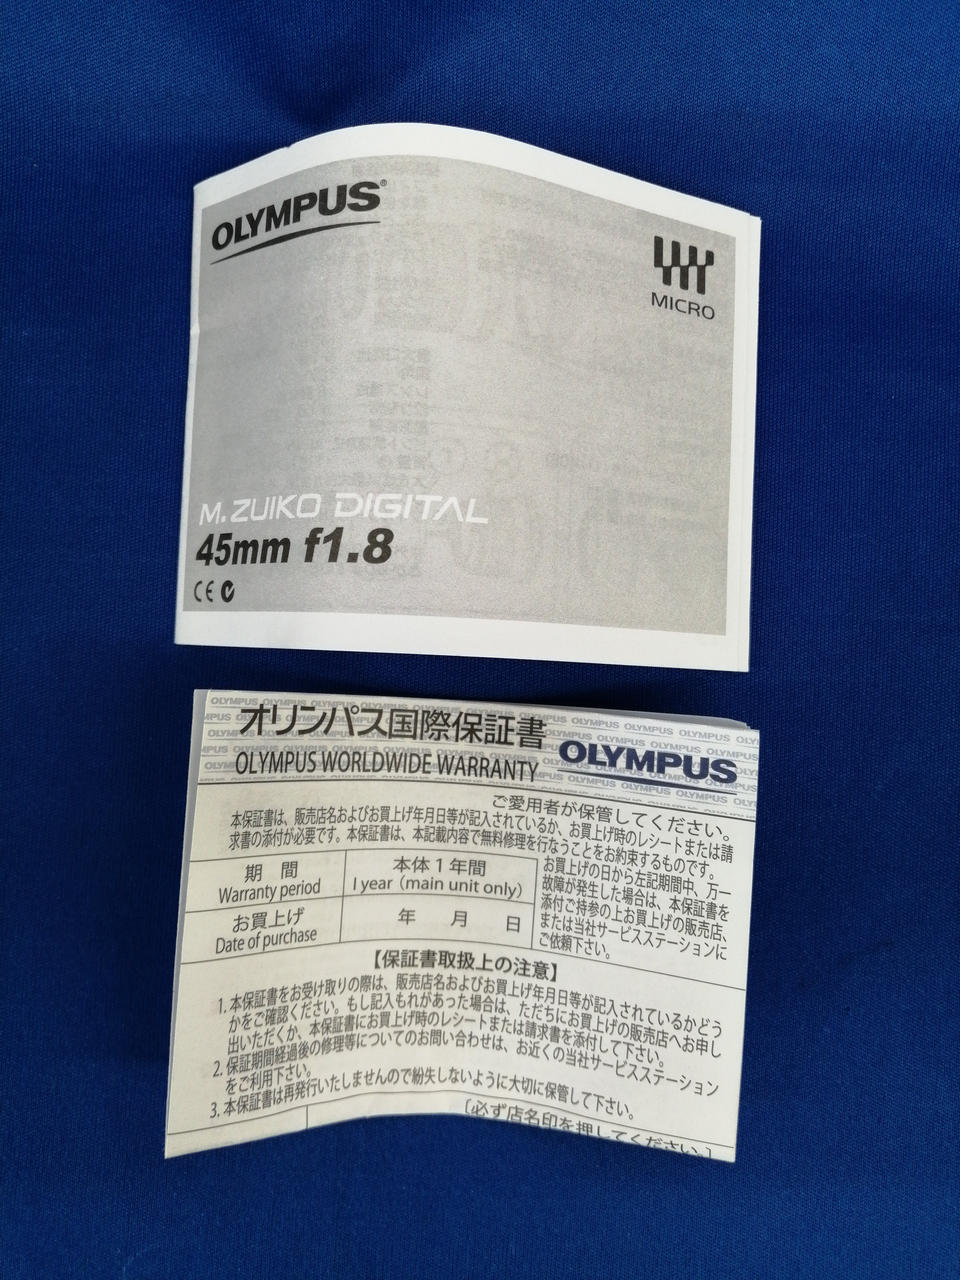 OLYMPUS®
MICRO
M.ZUIKO DIGITAL
45mm f1.8
CE
オリンパス国際保証書
OLYMPUS WORLDWIDE WARRANTY
OLYMPUS
ご愛用者が保管してください。
本保証書は、販売店名およびお買上げ年月日等が記入されているか、お買上げ時のレシートまたは請
求書の添付が必要です。本保証書は、本記載内容で無料修理を行なうことをお約束するものです。
期 間
Warranty period
本体1年間
1 year (main unit only)
お買上げ
Date of purchase
年 月 日
お買上げの日から左記期間中、万一
故障が発生した場合は、本保証書を
添付ご持参の上お買上げの販売店、
または当社サービスステーションに
ご依頼下さい。
【保証書取扱上の注意】
1. 本保証書をお受け取りの際は、販売店名およびお買上げ年月日等が記入されているかどう
かをご確認ください。もし記入もれがあった場合は、ただちにお買上げの販売店へお申し
出いただくか、本保証書にお買上げ時のレシートまたは請求書を添付して下さい。
2. 保証期間経過後の修理等についてのお問い合わせは、お近くの当社サービスステーション
をご利用下さい。
3. 本保証書は再発行いたしませんので紛失しないように大切に保管して下さい。
[必ず店名印を押してください。]